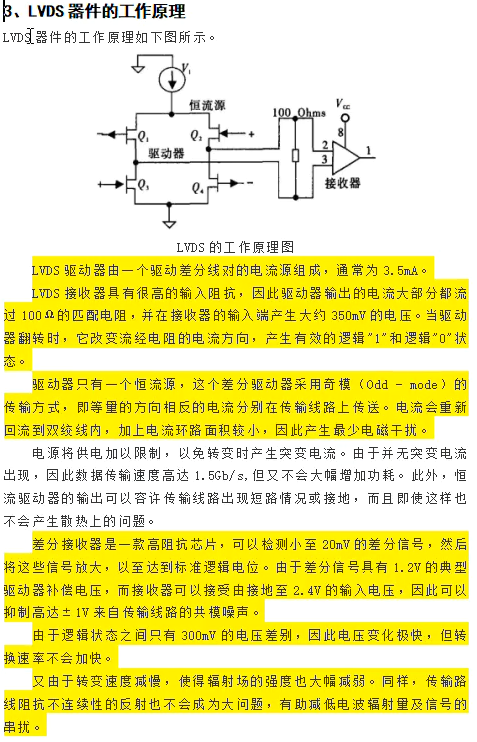 3、LVDS 器件的工作原理
LVDS 器件的工作原理如下图所示。
V₁
恒流源
100 Ohms
Vcc
8
Q₁
Q₂
+
2
1
驱动器
3
+
Q₃
Q₄
接收器
LVDS 的工作原理图
LVDS 驱动器由一个驱动差分线对的电流源组成，通常为 3.5mA。
LVDS 接收器具有很高的输入阻抗，因此驱动器输出的电流大部分都流
过 100Ω的匹配电阻，并在接收器的输入端产生大约 350mV 的电压。当驱动
器翻转时，它改变流经电阻的电流方向，产生有效的逻辑"1"和逻辑"0"状
态。
驱动器只有一个恒流源，这个差分驱动器采用奇模（Odd - mode）的
传输方式，即等量的方向相反的电流分别在传输线路上传送。电流会重新
回流到双绞线内，加上电流环路面积较小，因此产生最少电磁干扰。
电源将供电加以限制，以免转变时产生突变电流。由于并无突变电流
出现，因此数据传输速度高达 1.5Gb/s,但又不会大幅增加功耗。此外，恒
流驱动器的输出可以容许传输线路出现短路情况或接地，而且即使这样也
不会产生散热上的问题。
差分接收器是一款高阻抗芯片，可以检测小至 20mV 的差分信号，然后
将这些信号放大，以至达到标准逻辑电位。由于差分信号具有 1.2V 的典型
驱动器补偿电压，而接收器可以接受由接地至 2.4V 的输入电压，因此可以
抑制高达±1V 来自传输线路的共模噪声。
由于逻辑状态之间只有 300mV 的电压差别，因此电压变化极快，但转
换速率不会加快。
又由于转变速度减慢，使得辐射场的强度也大幅减弱。同样，传输路
线阻抗不连续性的反射也不会成为大问题，有助减低电波辐射量及信号的
串扰。